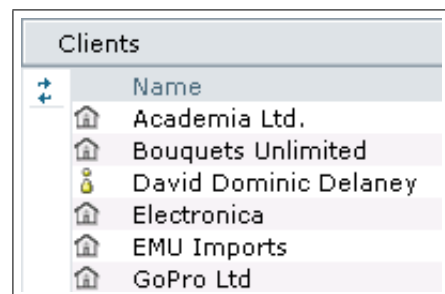 Clients
Name
Academia Ltd.
Bouquets Unlimited
David Dominic Delaney
Electronica
EMU Imports
GoPro Ltd